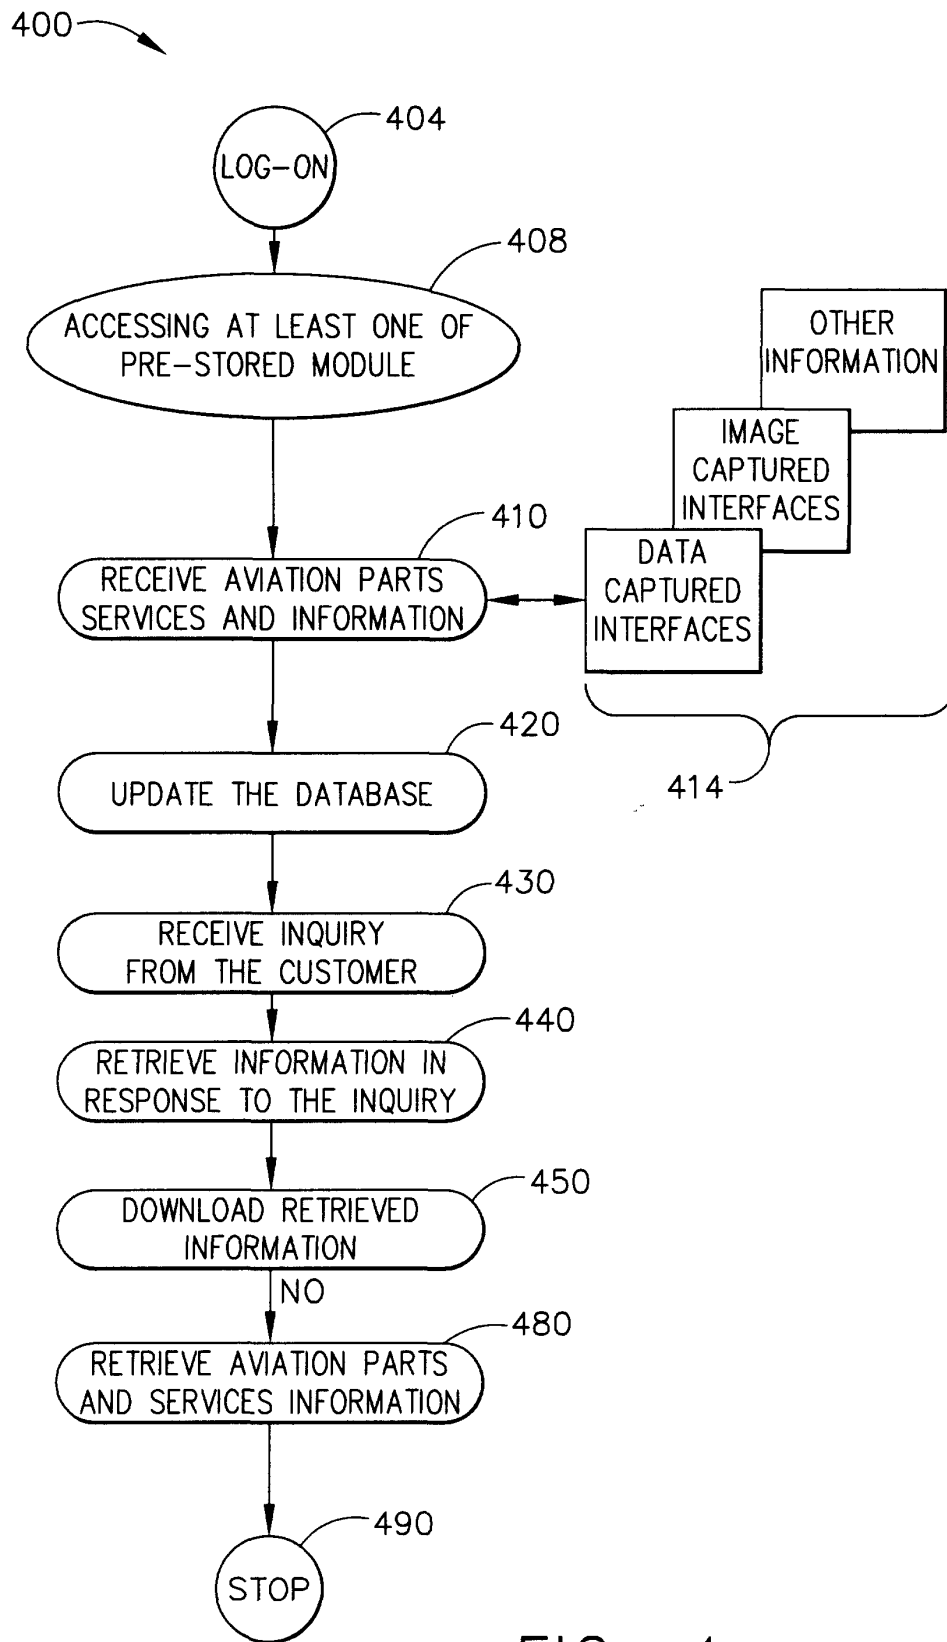 400
404
LOG-ON
408
ACCESSING AT LEAST ONE OF
PRE-STORED MODULE
OTHER
INFORMATION
IMAGE
CAPTURED
INTERFACES
410
RECEIVE AVIATION PARTS
SERVICES AND INFORMATION
DATA
CAPTURED
INTERFACES
414
420
UPDATE THE DATABASE
430
RECEIVE INQUIRY
FROM THE CUSTOMER
440
RETRIEVE INFORMATION IN
RESPONSE TO THE INQUIRY
450
DOWNLOAD RETRIEVED
INFORMATION
NO
480
RETRIEVE AVIATION PARTS
AND SERVICES INFORMATION
490
STOP